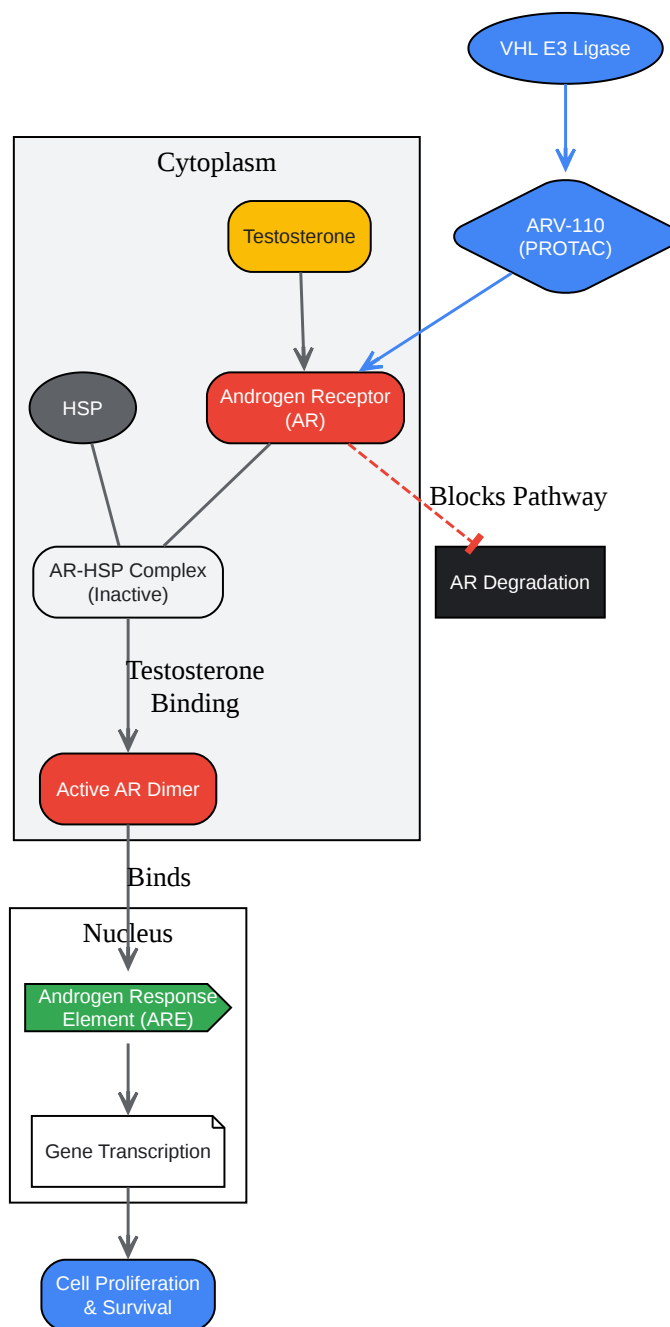 VHL E3 Ligase
Cytoplasm
Testosterone
ARV-110
(PROTAC)
HSP
Androgen Receptor
(AR)
Blocks Pathway
AR-HSP Complex
(Inactive)
AR Degradation
Testosterone
Binding
Active AR Dimer
Binds
Nucleus
Androgen Response
Element (ARE)
Gene Transcription
Cell Proliferation
& Survival